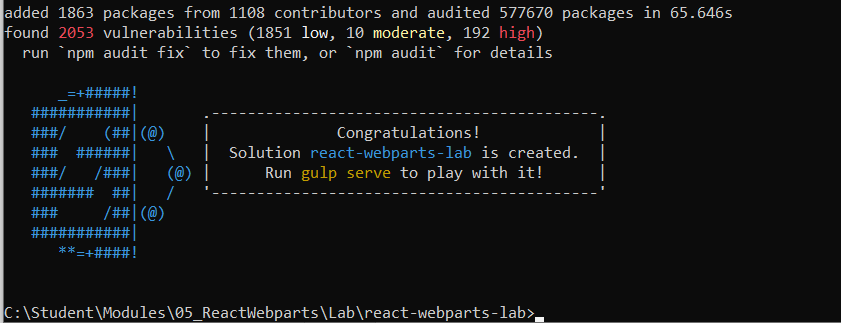 added 1863 packages from 1108 contributors and audited 577670 packages in 65.646s
found 2053 vulnerabilities (1851 low, 10 moderate, 192 high)
  run `npm audit fix` to fix them, or `npm audit` for details

      _=+#####!
   ###########|       .------------------------------------------.
   ###/    (##|(@)    |              Congratulations!             |
   ###  ######|   \   |  Solution react-webparts-lab is created.  |
   ###/   /###|   (@) |      Run gulp serve to play with it!      |
   #######  ##|   /   '-------------------------------------------'
   ###     /##|(@)
   ###########|
      **=+####!

C:\Student\Modules\05_ReactWebparts\Lab\react-webparts-lab>